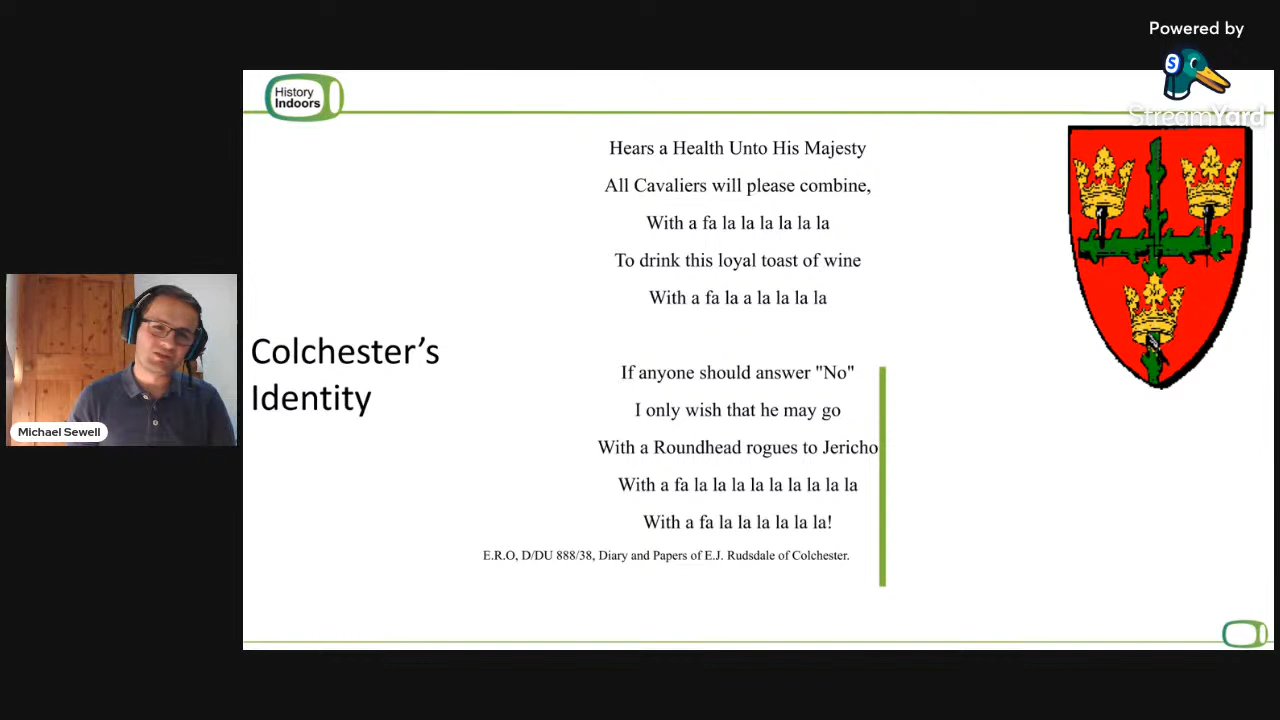 Powered by
S
StreamYard
History
Indoors
Hears a Health Unto His Majesty
All Cavaliers will please combine,
With a fa la la la la la la
To drink this loyal toast of wine
With a fa la a la la la la
If anyone should answer "No"
I only wish that he may go
With a Roundhead rogues to Jericho
With a fa la la la la la la la la la
With a fa la la la la la la!
E.R.O, D/DU 888/38, Diary and Papers of E.J. Rudsdale of Colchester.
Colchester’s
Identity
Michael Sewell